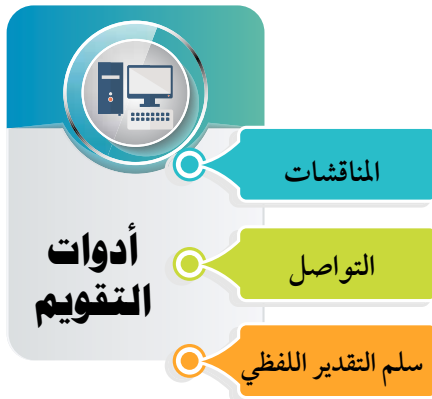 أدوات
التقويم
المناقشات
التواصل
سلم التقدير اللفظي